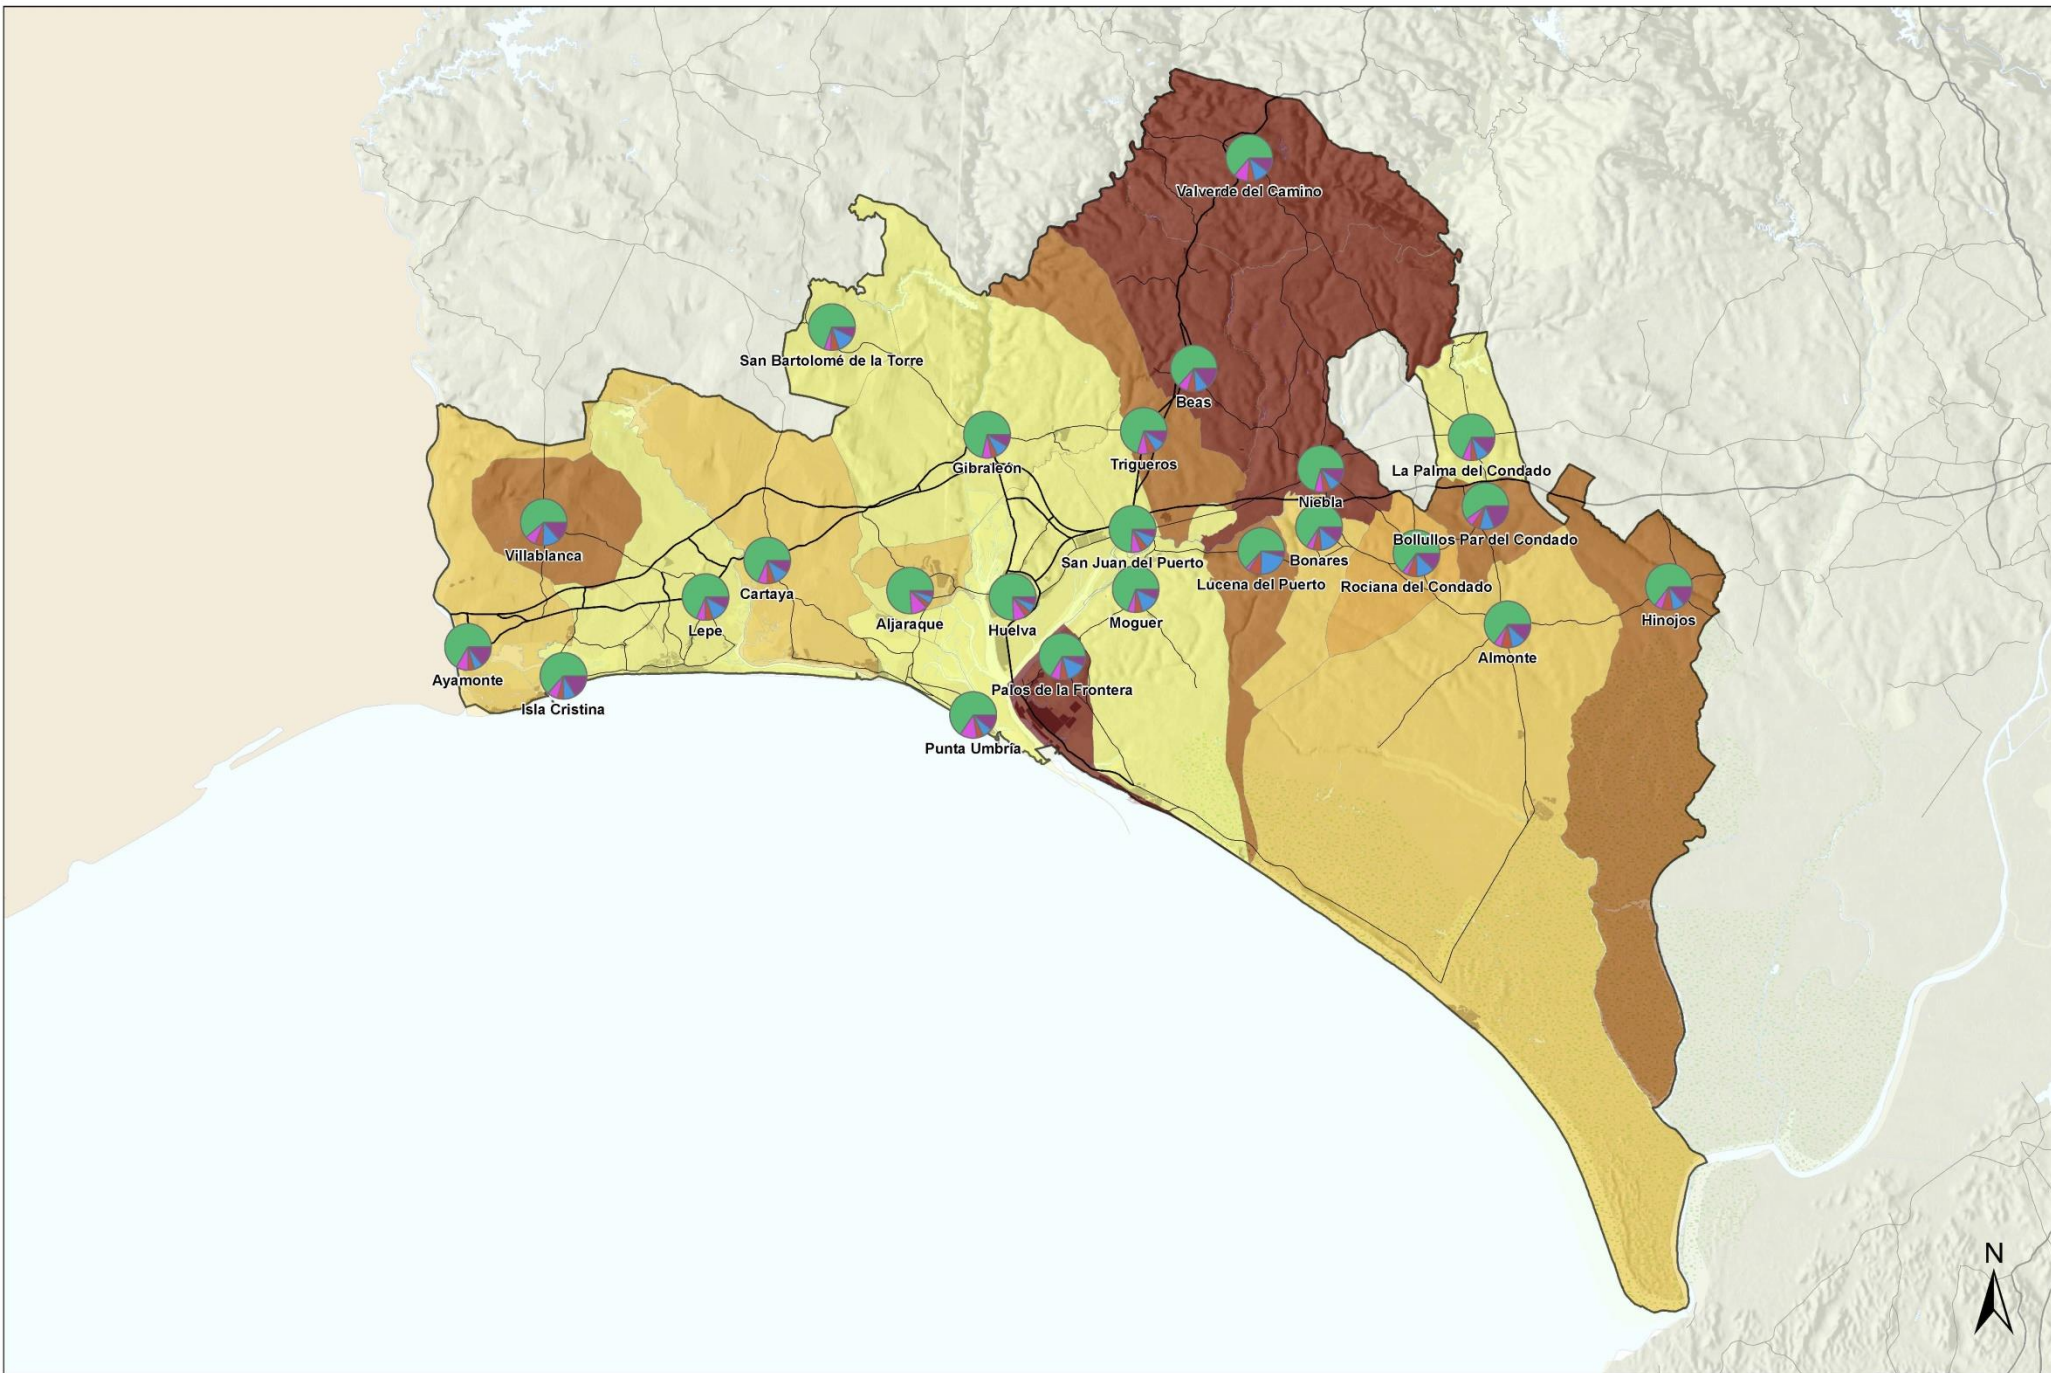 Valverde del Camino
San Bartolomé de la Torre
Beas
Gibraleón
Trigueros
La Palma del Condado
Niebla
Villablanca
Bollullos Par del Condado
San Juan del Puerto
Bonares
Lucena del Puerto
Rociana del Condado
Cartaya
Hinojos
Lepe
Aljaraque
Huelva
Moguer
Almonte
Ayamonte
Palos de la Frontera
Isla Cristina
Punta Umbría
N